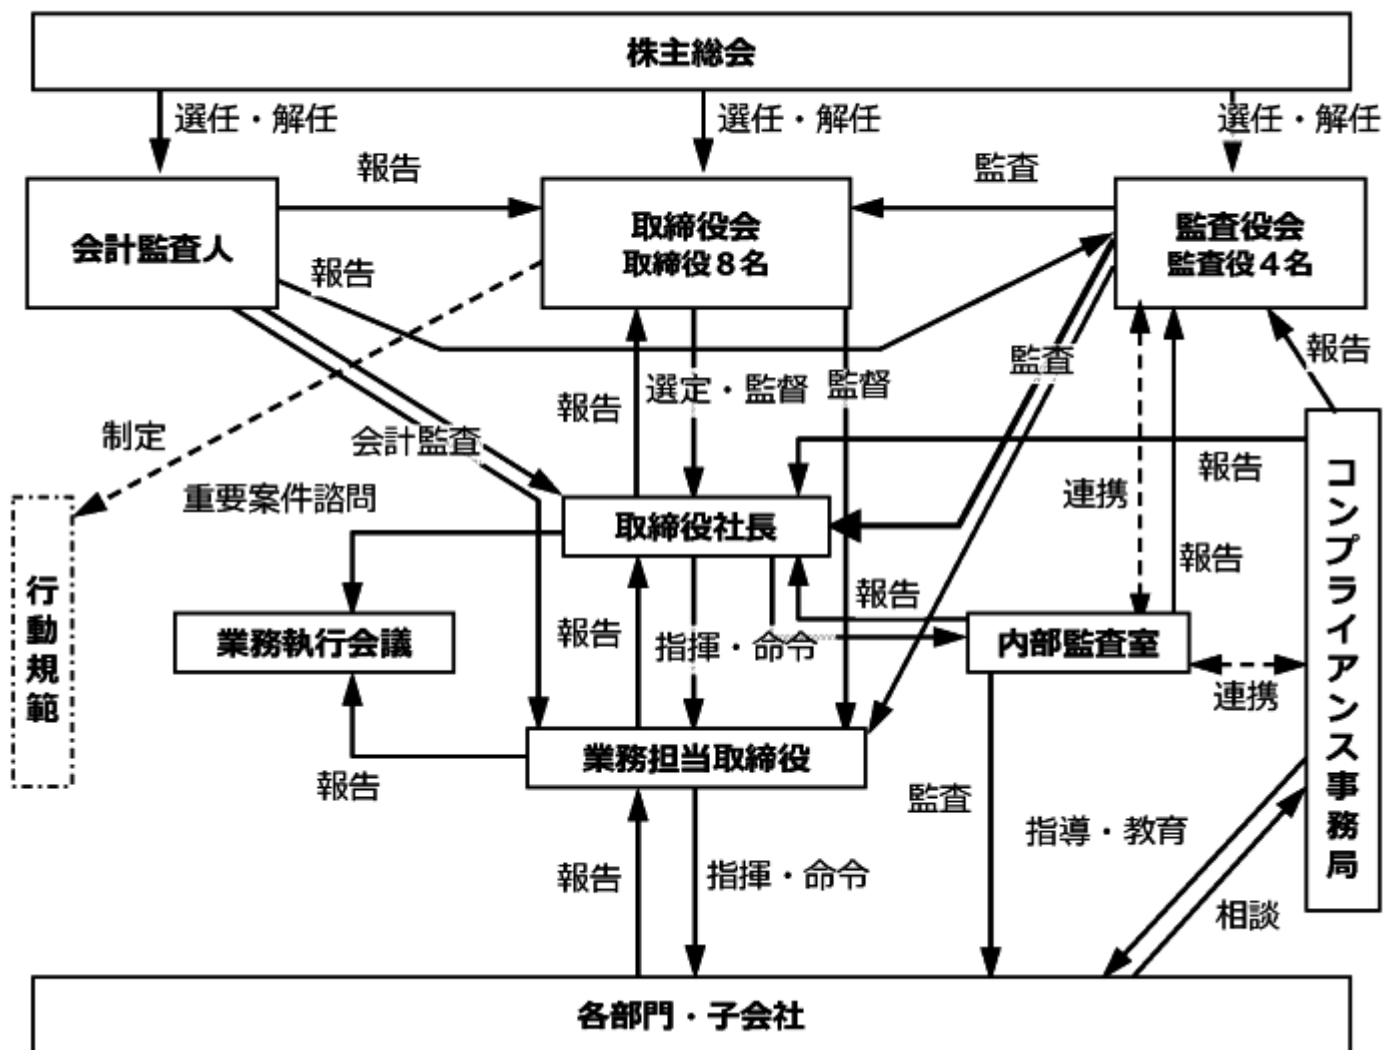 株主総会
選任・解任
選任・解任
選任・解任
報告
監査
会計監査人
取締役会
取締役8名
監査役会
監査役4名
報告
監査
報告
選定・監督
監督
報告
制定
会計監査
報告
重要案件諮問
連携
取締役社長
報告
コンプライアンス事務局
行動規範
報告
業務執行会議
報告
指揮・命令
内部監査室
連携
業務担当取締役
報告
監査
指導・教育
報告
指揮・命令
相談
各部門・子会社